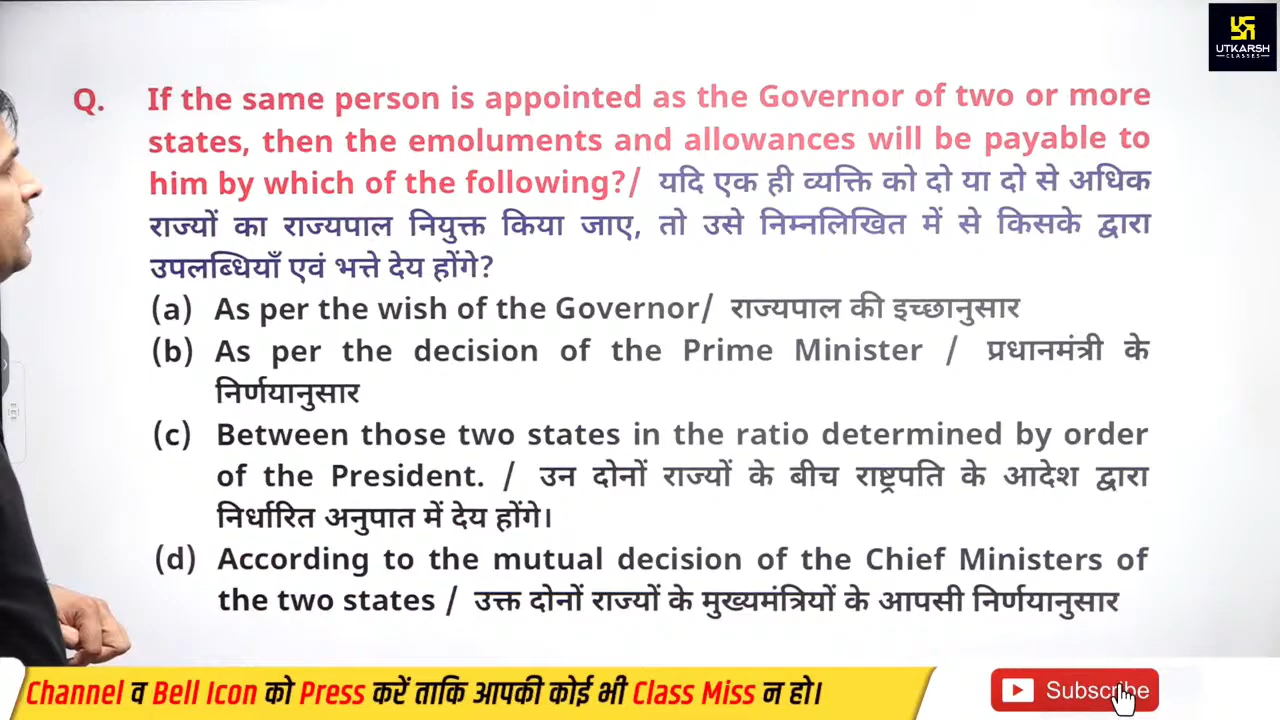 UTKARSH
CLASSES
Q. If the same person is appointed as the Governor of two or more
states, then the emoluments and allowances will be payable to
him by which of the following?/ यदि एक ही व्यक्ति को दो या दो से अधिक
राज्यों का राज्यपाल नियुक्त किया जाए, तो उसे निम्नलिखित में से किसके द्वारा
उपलब्धियाँ एवं भत्ते देय होंगे?
(a) As per the wish of the Governor/ राज्यपाल की इच्छानुसार
(b) As per the decision of the Prime Minister / प्रधानमंत्री के
निर्णयानुसार
(c) Between those two states in the ratio determined by order
of the President. / उन दोनों राज्यों के बीच राष्ट्रपति के आदेश द्वारा
निर्धारित अनुपात में देय होंगे।
(d) According to the mutual decision of the Chief Ministers of
the two states / उक्त दोनों राज्यों के मुख्यमंत्रियों के आपसी निर्णयानुसार
Channel व Bell Icon को Press करें ताकि आपकी कोई भी Class Miss न हो।
Subscribe